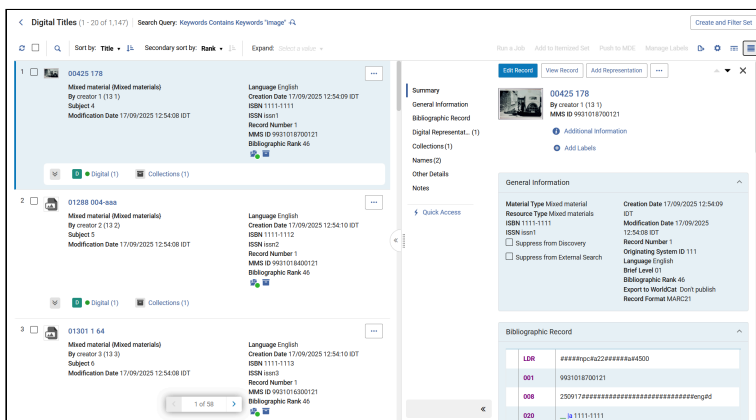 Digital Titles (1 - 20 of 1,147) Search Query: Keywords Contains Keywords "image"
Create and Filter Set
Sort by: Title Secondary sort by: Rank Expand: Select a value
Run a Job Add to Itemized Set Push to MDE Manage Labels
1 00425 178
Mixed material (Mixed materials)
By creator 1 (13 1)
Subject 4
Modification Date 17/09/2025 12:54:08 IDT
Language English
Creation Date 17/09/2025 12:54:09 IDT
ISBN 1111-1111
ISSN issn1
Record Number 1
MMS ID 9931018700121
Bibliographic Rank 46
D Digital (1) Collections (1)
2 01288 004-aaa
Mixed material (Mixed materials)
By creator 2 (13 2)
Subject 5
Modification Date 17/09/2025 12:54:08 IDT
Language English
Creation Date 17/09/2025 12:54:10 IDT
ISBN 1111-1112
ISSN issn2
Record Number 1
MMS ID 9931018400121
Bibliographic Rank 46
D Digital (1) Collections (1)
3 01301 1 64
Mixed material (Mixed materials)
By creator 3 (13 3)
Subject 6
Modification Date 17/09/2025 12:54:08 IDT
Language English
Creation Date 17/09/2025 12:54:10 IDT
ISBN 1111-1113
ISSN issn3
Record Number 1
MMS ID 9931016300121
Bibliographic Rank 46
1 of 58
Summary
General Information
Bibliographic Record
Digital Representat... (1)
Collections (1)
Names (2)
Other Details
Notes
Quick Access
Edit Record View Record Add Representation
00425 178
By creator 1 (13 1)
MMS ID 9931018700121
Additional Information
Add Labels
General Information
Material Type Mixed material
Resource Type Mixed materials
ISBN 1111-1111
ISSN issn1
Suppress from Discovery
Suppress from External Search
Creation Date 17/09/2025 12:54:09
IDT
Modification Date 17/09/2025
12:54:08 IDT
Record Number 1
Originating System ID 111
Language English
Brief Level 01
Bibliographic Rank 46
Export to WorldCat Don't publish
Record Format MARC21
Bibliographic Record
LDR #####npc#a22######a#4500
001 9931018700121
020 __ |a 1111-1111